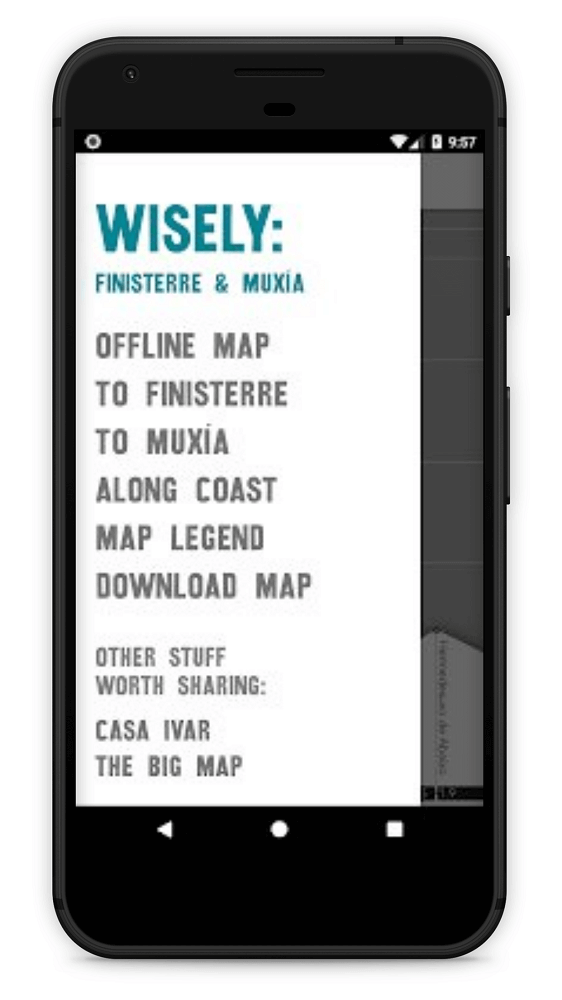 9:57
WISELY:
FINISTERRE & MUXÍA
OFFLINE MAP
TO FINISTERRE
TO MUXÍA
ALONG COAST
MAP LEGEND
DOWNLOAD MAP
OTHER STUFF
WORTH SHARING:
CASA IVAR
THE BIG MAP